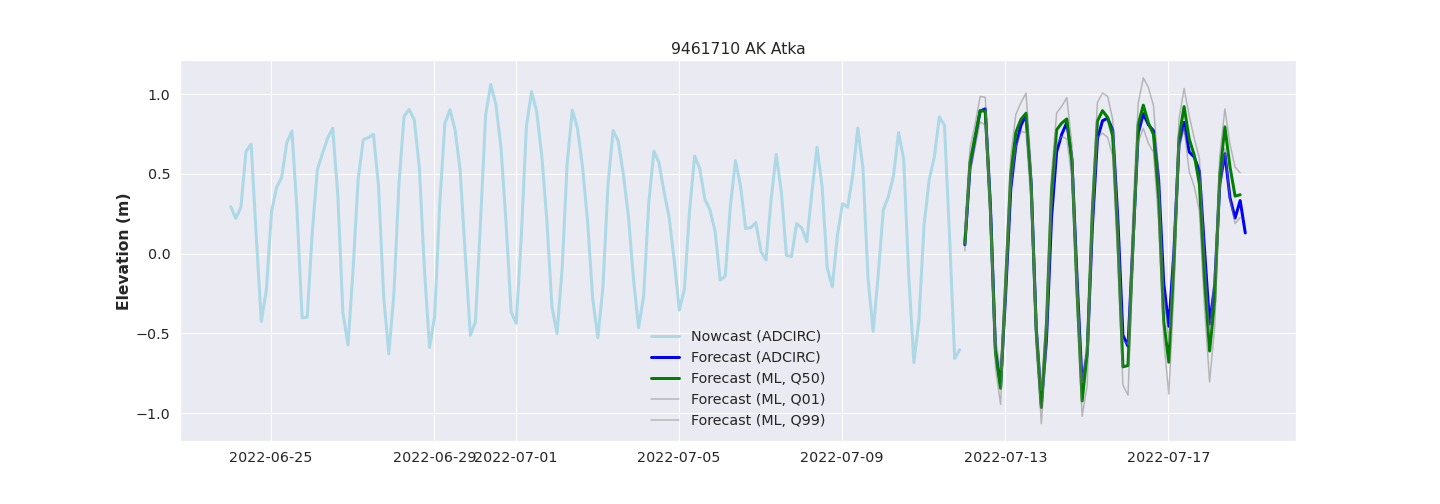 9461710 AK Atka
Elevation (m)
1.0
0.5
0.0
−0.5
−1.0
Nowcast (ADCIRC)
Forecast (ADCIRC)
Forecast (ML, Q50)
Forecast (ML, Q01)
Forecast (ML, Q99)
2022-06-25 2022-06-29 2022-07-01 2022-07-05 2022-07-09 2022-07-13 2022-07-17